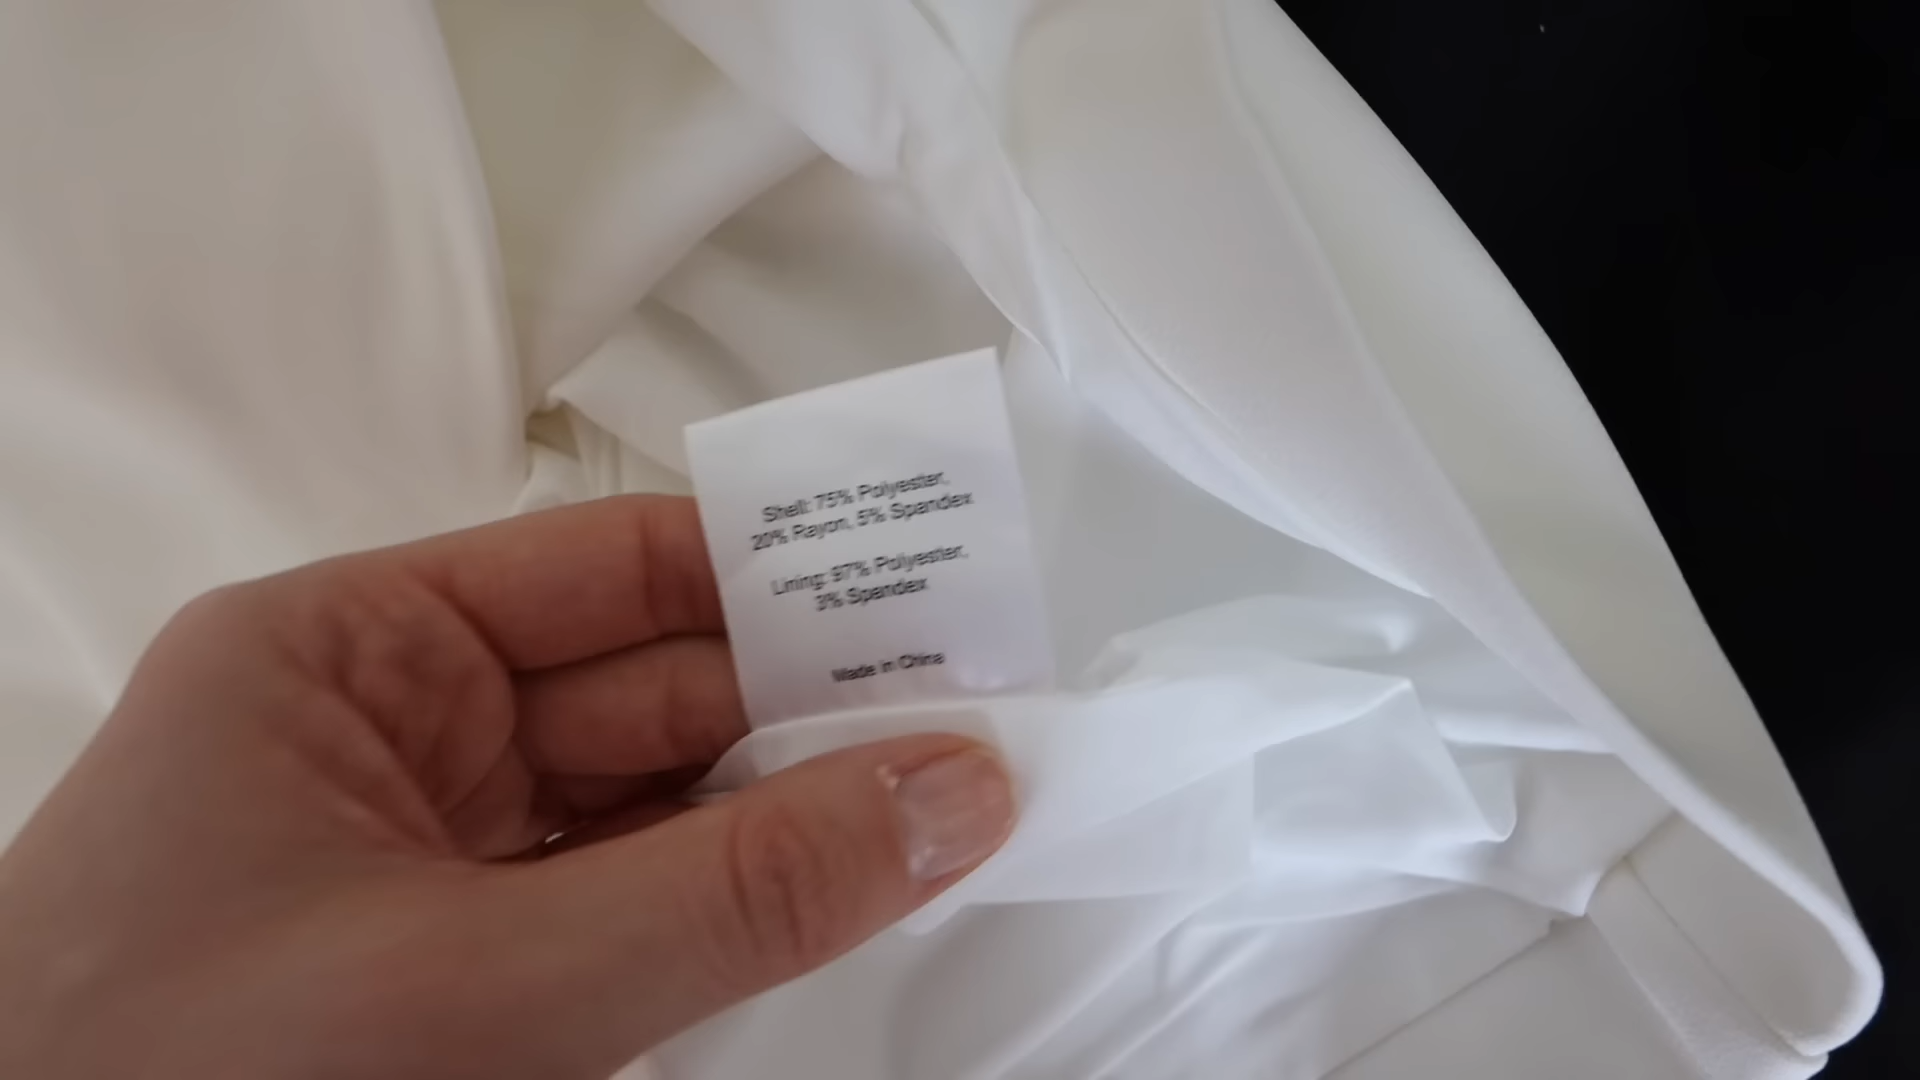 Shell: 75% Polyester,
20% Rayon, 5% Spandex
Lining: 97% Polyester,
3% Spandex
Made in China